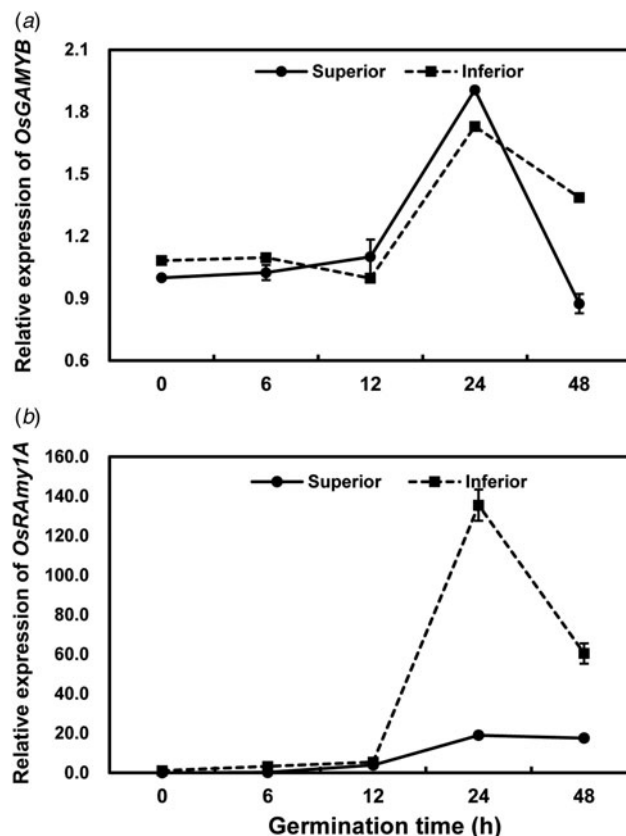 (a)
2.1
Superior Inferior
1.8
1.5
1.2
0.9
0.6
Relative expression of OsGAMYB
0 6 12 24 48
(b)
160.0
Superior Inferior
140.0
120.0
100.0
80.0
60.0
40.0
20.0
0.0
Relative expression of OsRAmy1A
0 6 12 24 48
Germination time (h)